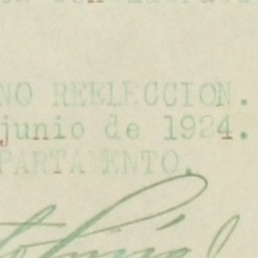 NO REELECCION.
junio de 1924.
PARTAMENTO.